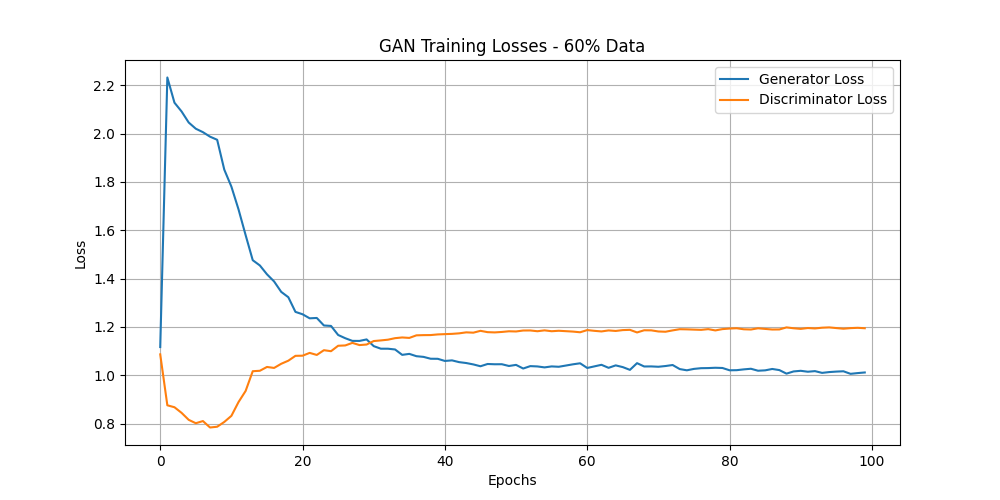 GAN Training Losses - 60% Data
Generator Loss
Discriminator Loss
2.2
2.0
1.8
1.6
1.4
1.2
1.0
0.8
Loss
0
20
40
60
80
100
Epochs